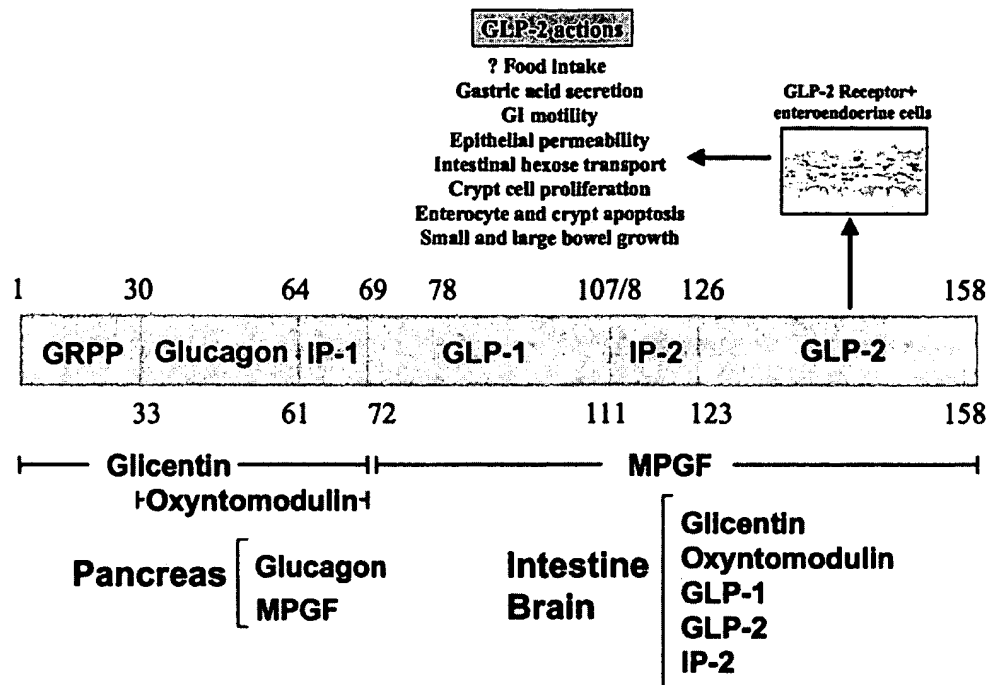 GLP-2 actions
? Food intake
Gastric acid secretion
GI motility
Epithelial permeability
Intestinal hexose transport
Crypt cell proliferation
Enterocyte and crypt apoptosis
Small and large bowel growth
GLP-2 Receptor+
enteroendocrine cells
1 30 64 69 78 107/8 126 158
GRPP Glucagon IP-1 GLP-1 IP-2 GLP-2
33 61 72 111 123 158
Glicentin MPGF
Oxyntomodulin
Pancreas
Glucagon
MPGF
Intestine
Brain
Glicentin
Oxyntomodulin
GLP-1
GLP-2
IP-2